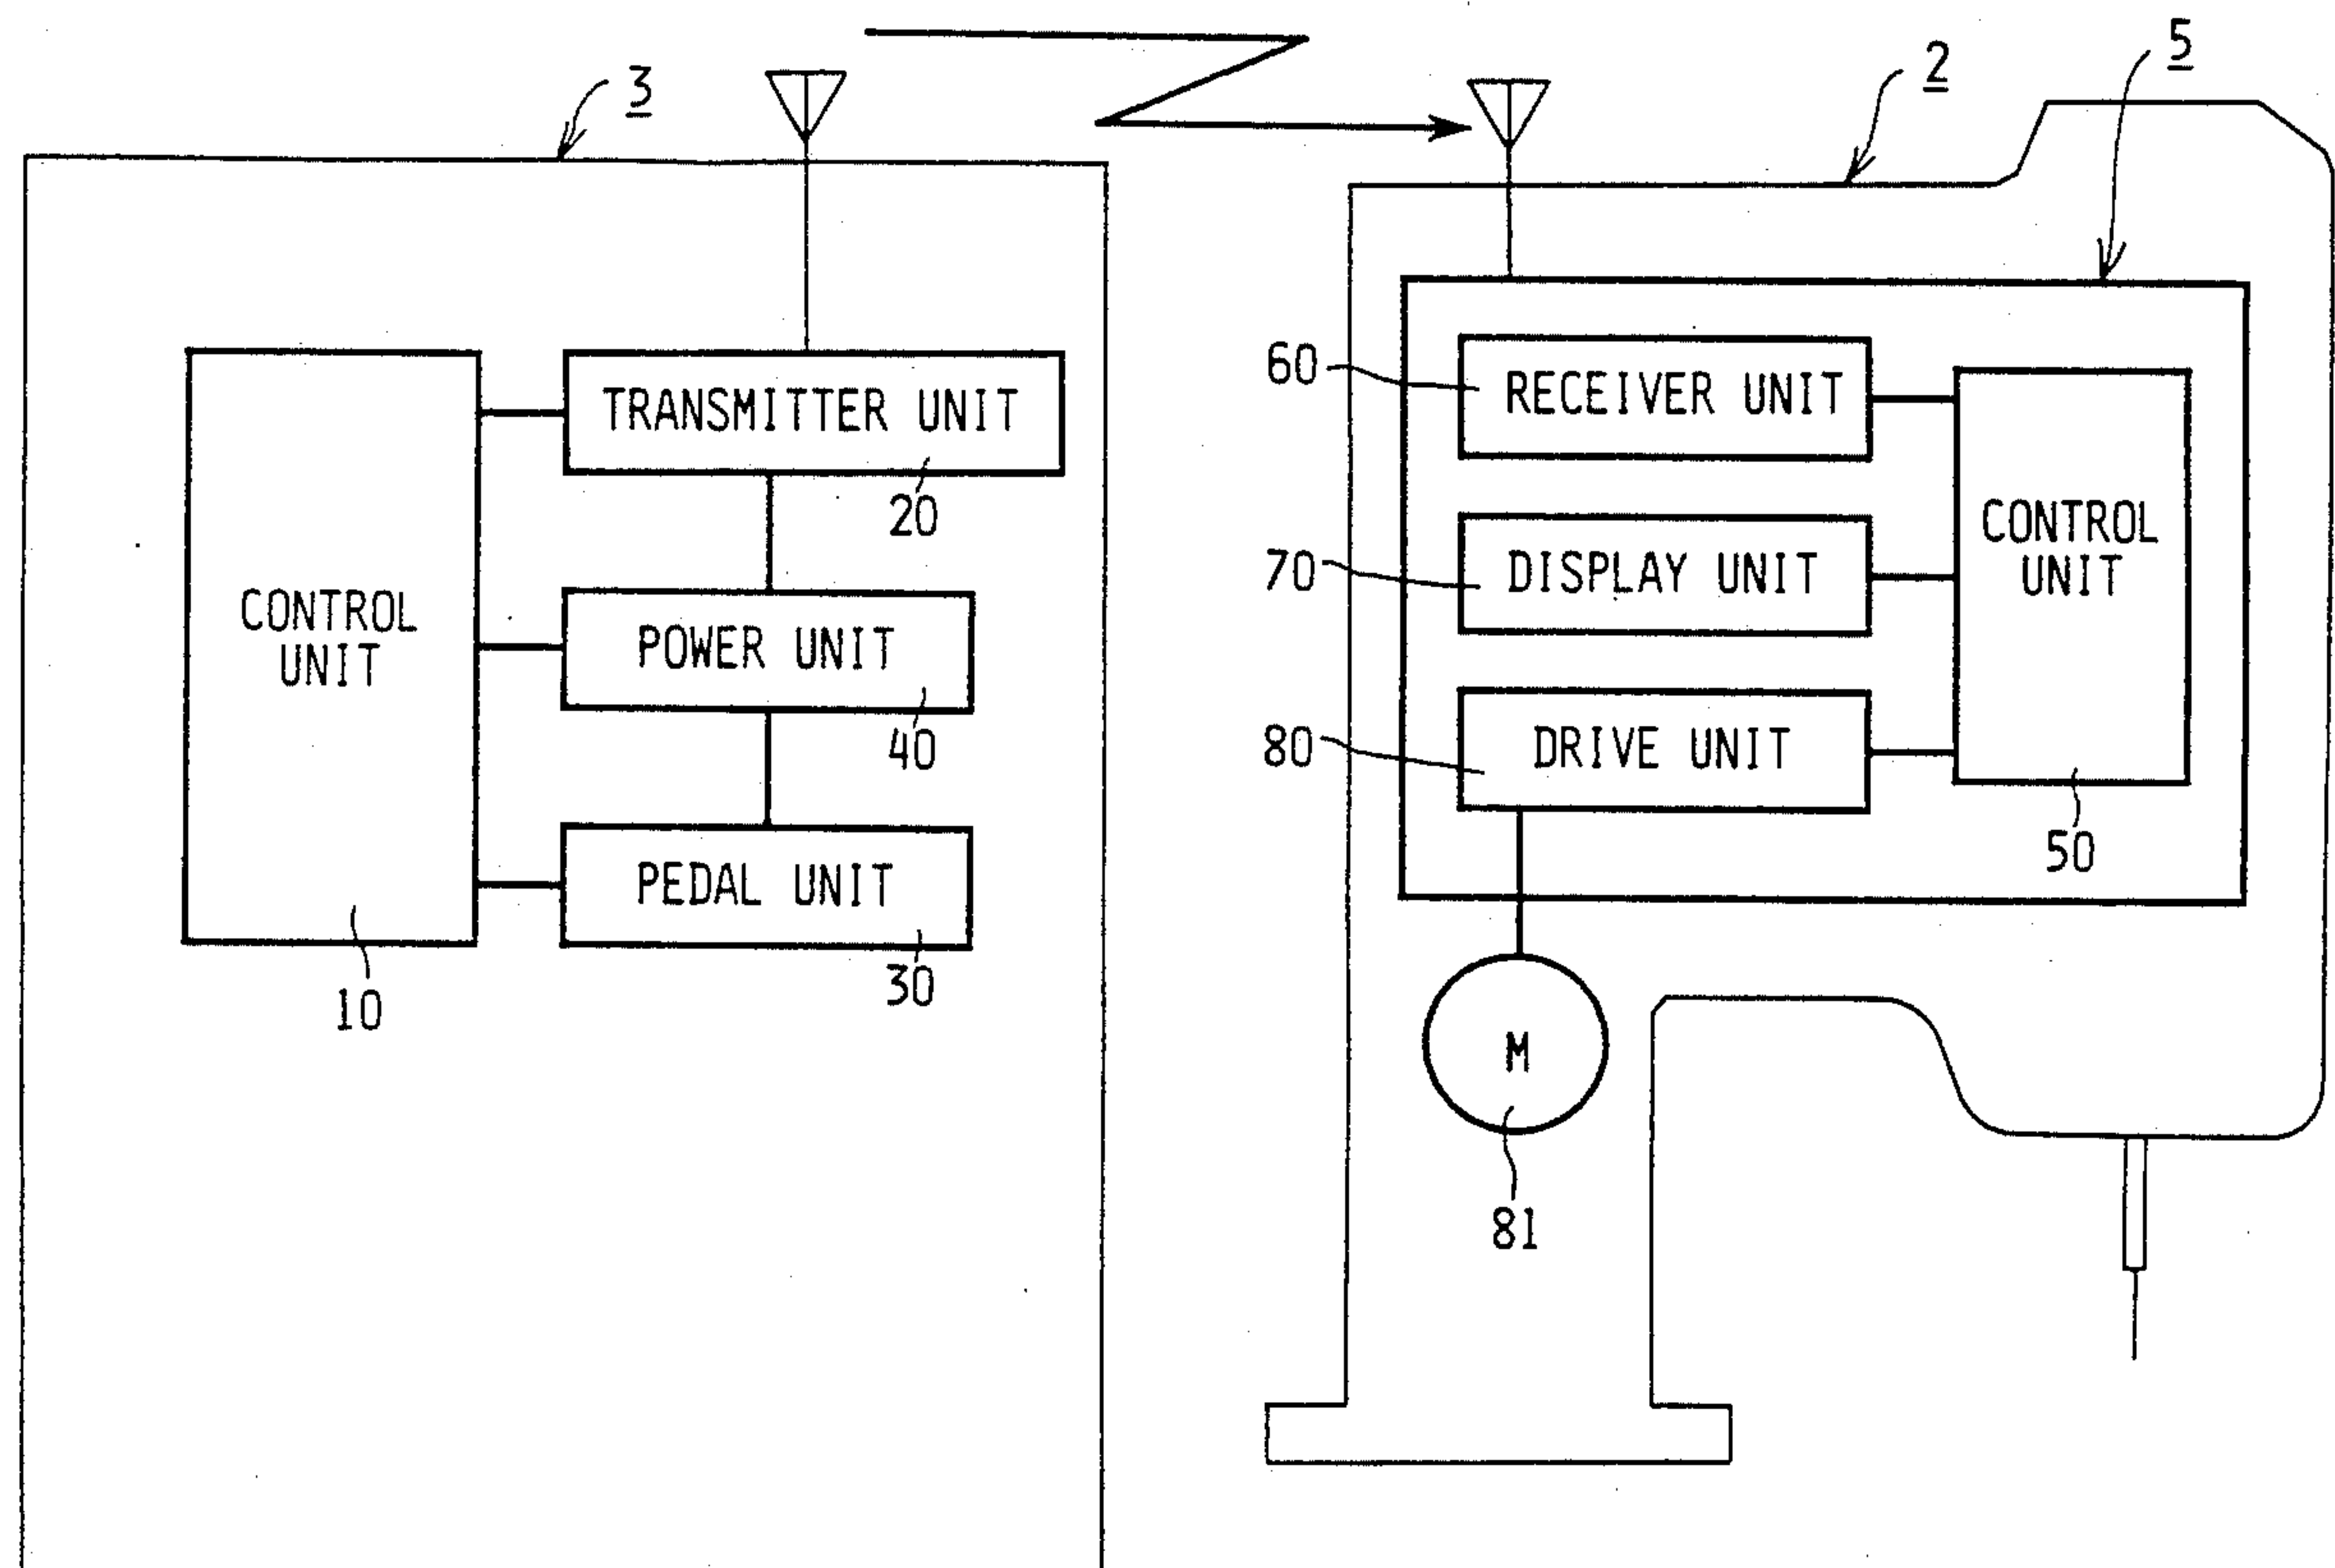 3
TRANSMITTER UNIT
20
CONTROL
UNIT
POWER UNIT
40
PEDAL UNIT
30
10
2
5
60
RECEIVER UNIT
CONTROL
UNIT
70
DISPLAY UNIT
80
DRIVE UNIT
50
M
81